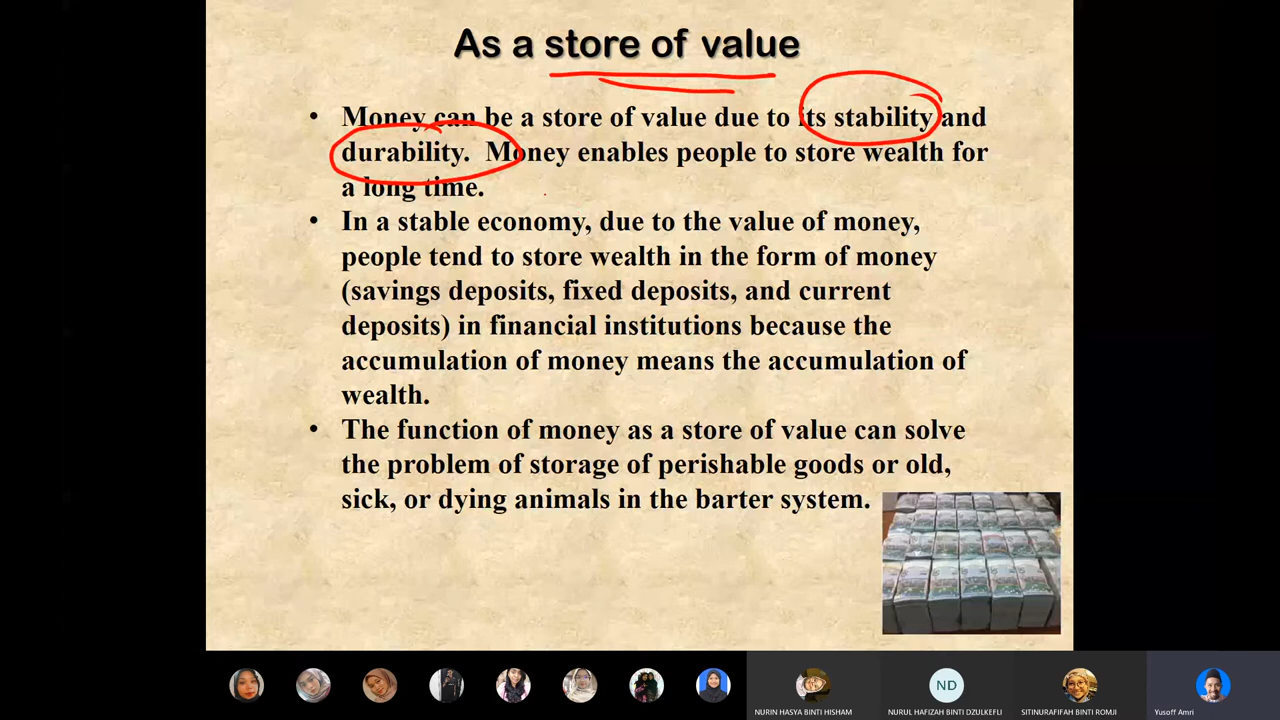 As a store of value
• Money can be a store of value due to its stability and
durability. Money enables people to store wealth for
a long time.
• In a stable economy, due to the value of money,
people tend to store wealth in the form of money
(savings deposits, fixed deposits, and current
deposits) in financial institutions because the
accumulation of money means the accumulation of
wealth.
• The function of money as a store of value can solve
the problem of storage of perishable goods or old,
sick, or dying animals in the barter system.
ND
NURIN HASYA BINTI HISHAM
NURUL HAFIZAH BINTI DZULKEFLI
SITINURAFIFAH BINTI ROMJI
Yusoff Amri